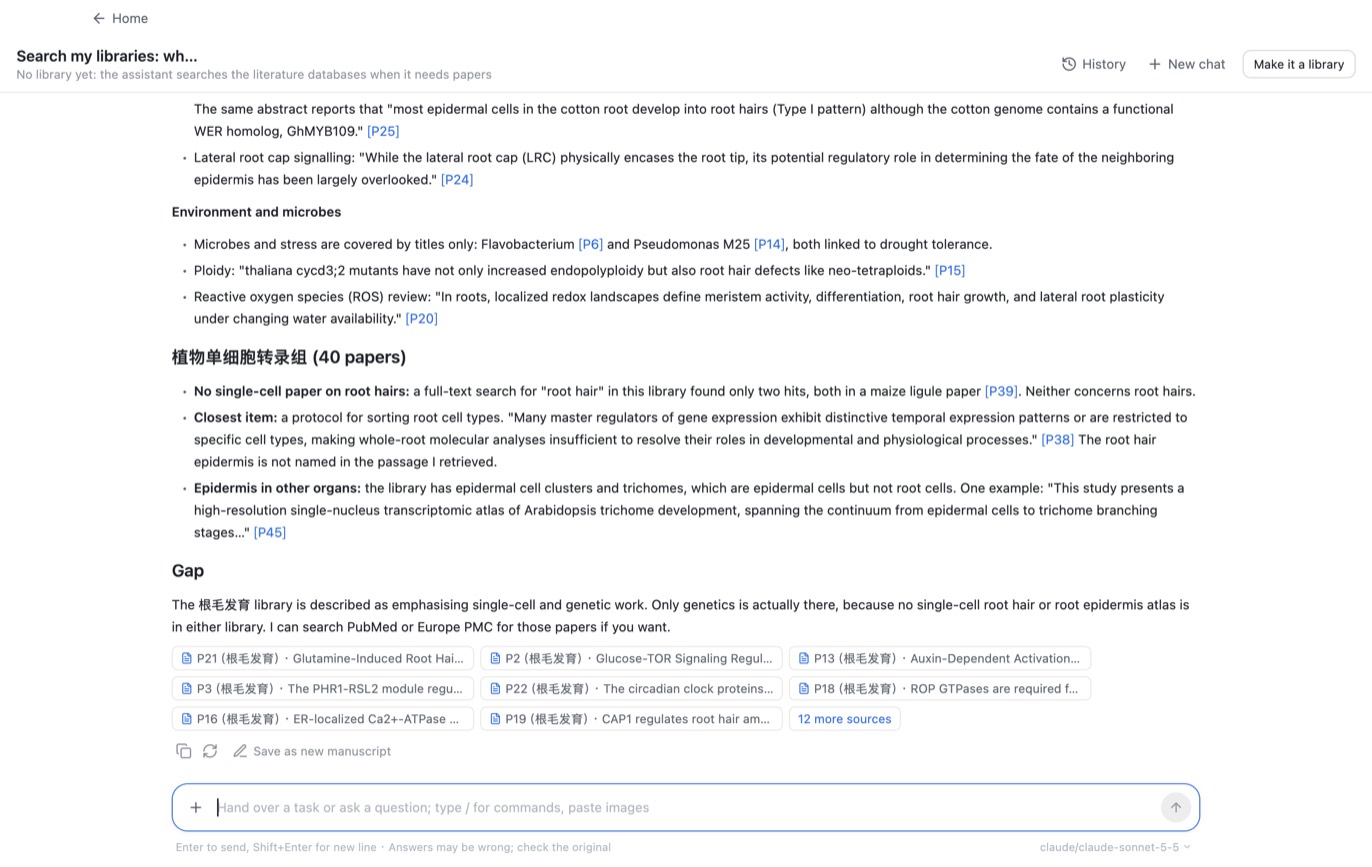 Home
Search my libraries: wh...
No library yet: the assistant searches the literature databases when it needs papers
History
New chat
Make it a library
The same abstract reports that "most epidermal cells in the cotton root develop into root hairs (Type I pattern) although the cotton genome contains a functional
WER homolog, GhMYB109." [P25]
· Lateral root cap signalling: "While the lateral root cap (LRC) physically encases the root tip, its potential regulatory role in determining the fate of the neighboring
epidermis has been largely overlooked." [P24]
Environment and microbes
· Microbes and stress are covered by titles only: Flavobacterium [P6] and Pseudomonas M25 [P14], both linked to drought tolerance.
· Ploidy: "thaliana cycd3;2 mutants have not only increased endopolyploidy but also root hair defects like neo-tetraploids." [P15]
· Reactive oxygen species (ROS) review: "In roots, localized redox landscapes define meristem activity, differentiation, root hair growth, and lateral root plasticity
under changing water availability." [P20]
植物单细胞转录组 (40 papers)
· No single-cell paper on root hairs: a full-text search for "root hair" in this library found only two hits, both in a maize ligule paper [P39]. Neither concerns root hairs.
· Closest item: a protocol for sorting root cell types. "Many master regulators of gene expression exhibit distinctive temporal expression patterns or are restricted to
specific cell types, making whole-root molecular analyses insufficient to resolve their roles in developmental and physiological processes." [P38] The root hair
epidermis is not named in the passage I retrieved.
· Epidermis in other organs: the library has epidermal cell clusters and trichomes, which are epidermal cells but not root cells. One example: "This study presents a
high-resolution single-nucleus transcriptomic atlas of Arabidopsis trichome development, spanning the continuum from epidermal cells to trichome branching
stages..." [P45]
Gap
The 根毛发育 library is described as emphasising single-cell and genetic work. Only genetics is actually there, because no single-cell root hair or root epidermis atlas is
in either library. I can search PubMed or Europe PMC for those papers if you want.
P21 (根毛发育) · Glutamine-Induced Root Hai...
P2 (根毛发育) · Glucose-TOR Signaling Regul...
P13 (根毛发育) · Auxin-Dependent Activation...
P3 (根毛发育) · The PHR1-RSL2 module regu...
P22 (根毛发育) · The circadian clock proteins...
P18 (根毛发育) · ROP GTPases are required f...
P16 (根毛发育) · ER-localized Ca2+-ATPase ...
P19 (根毛发育) · CAP1 regulates root hair am...
12 more sources
Save as new manuscript
Hand over a task or ask a question; type / for commands, paste images
Enter to send, Shift+Enter for new line · Answers may be wrong; check the original
claude/claude-sonnet-5-5